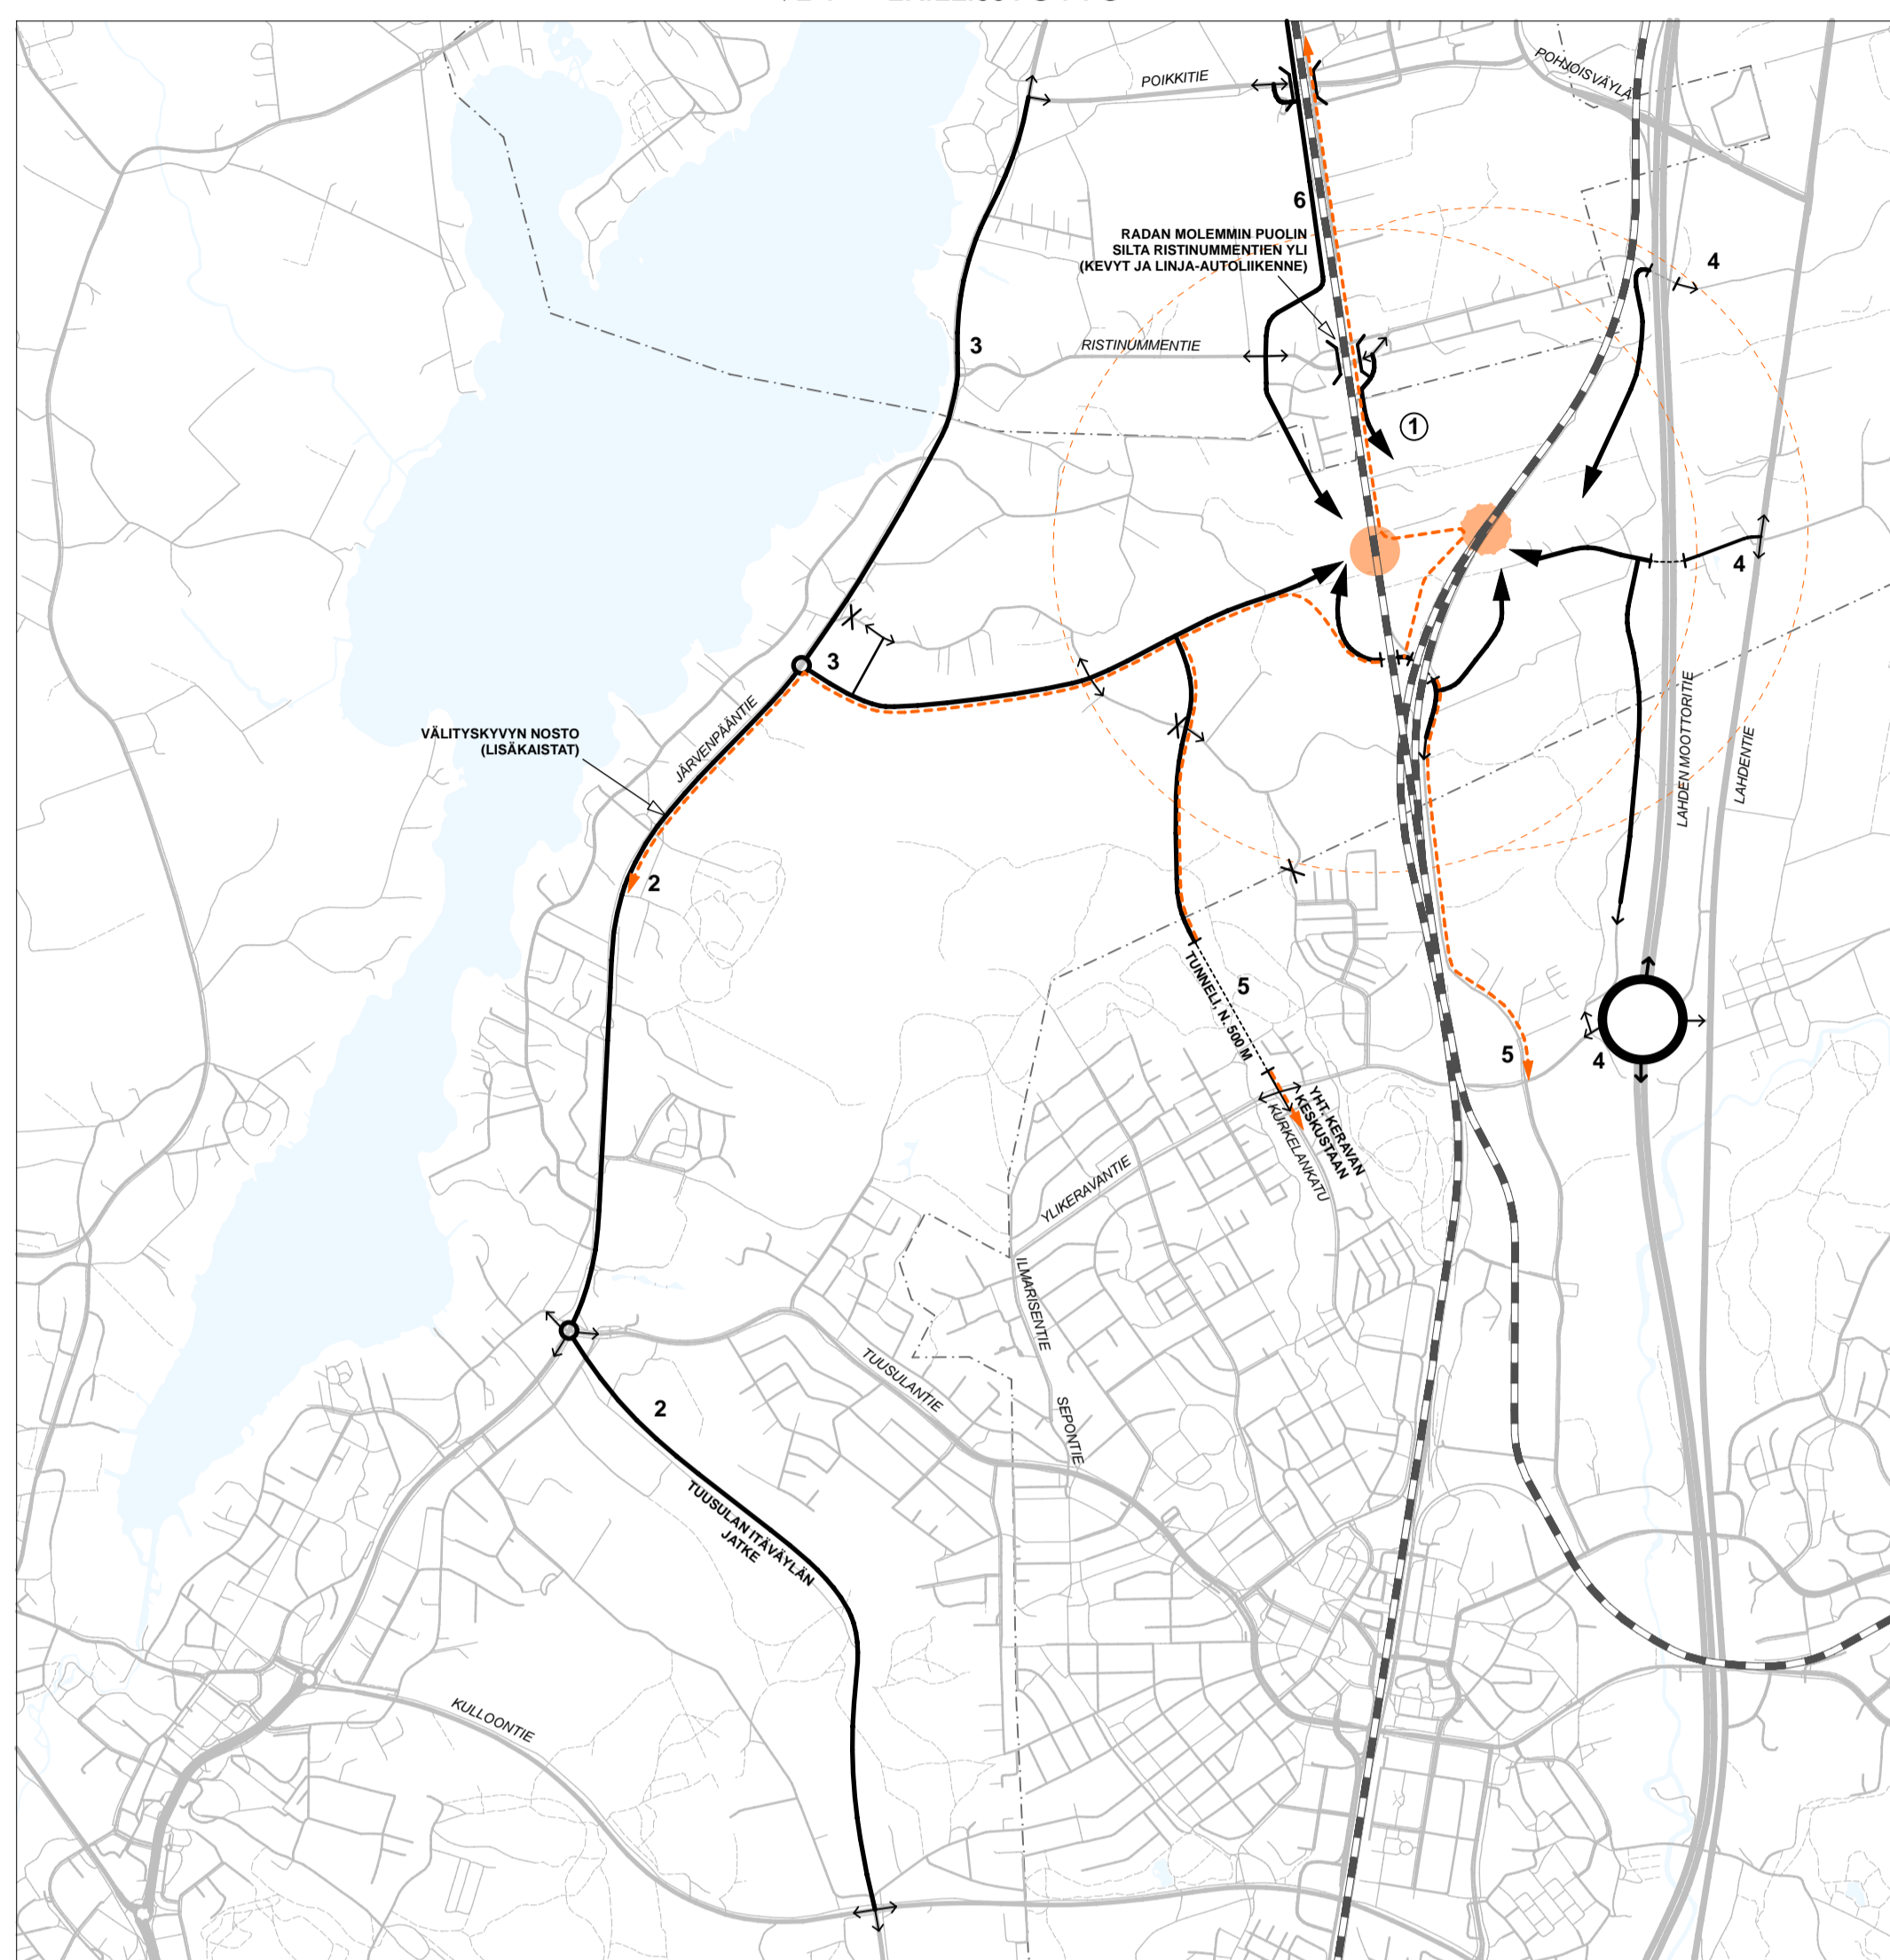 POIKKITIE
POHJOISVÄYLÄ
6
RADAN MOLEMMIN PUOLIN
SILTA RISTINUMMENTIEN YLI
(KEVYT JA LINJA-AUTOLIIKENNE)
4
3
RISTINUMMENTIE
1
4
3
JÄRVENPÄÄNTIE
LAHDEN MOOTTORITIE
LAHDENTIE
VÄLITYSKYVYN NOSTO
(LISÄKAISTAT)
2
5
TUNNELI, N. 500 M
5
4
YHT. KERAVAN
KESKUSTAAN
KURKELANKATU
YLIKERAVANTIE
ILMARISENTIE
TUUSULANTIE
SEPONTIE
2
TUUSULAN ITÄVÄYLÄN
JATKE
KULLOONTIE